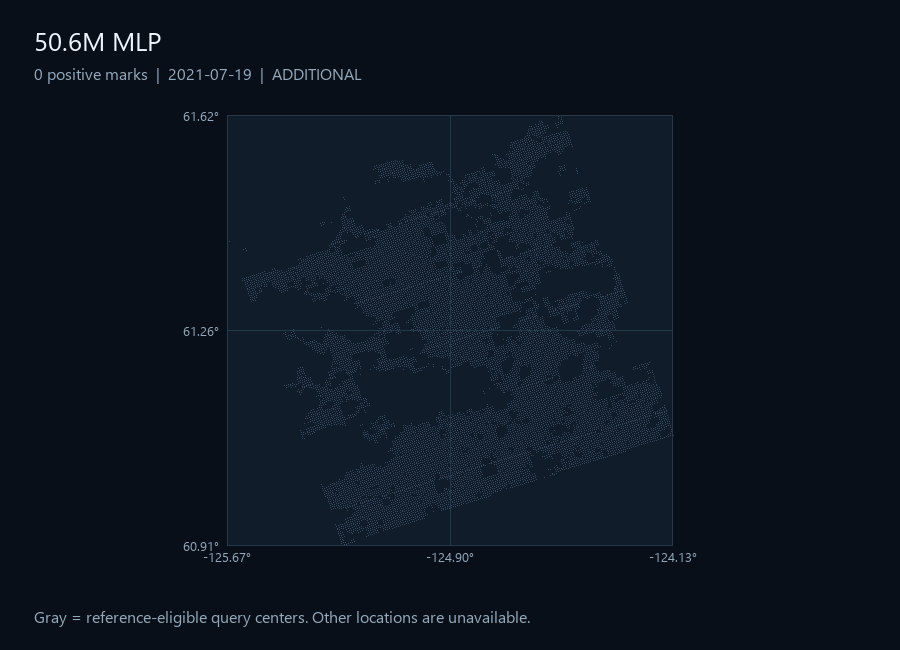 50.6M MLP
0 positive marks | 2021-07-19 | ADDITIONAL
61.62°
61.26°
60.91°
-125.67°
-124.90°
-124.13°
Gray = reference-eligible query centers. Other locations are unavailable.